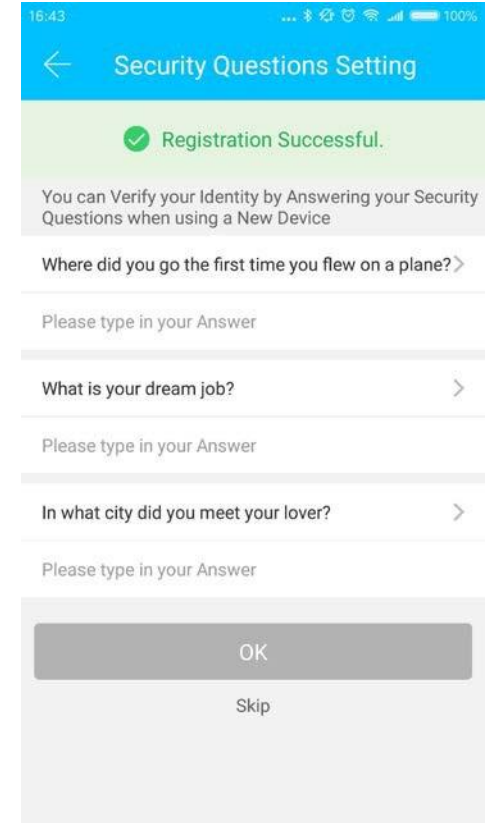 16:43 ... 100%
Security Questions Setting
Registration Successful.
You can Verify your Identity by Answering your Security
Questions when using a New Device
Where did you go the first time you flew on a plane?
Please type in your Answer
What is your dream job?
Please type in your Answer
In what city did you meet your lover?
Please type in your Answer
OK
Skip